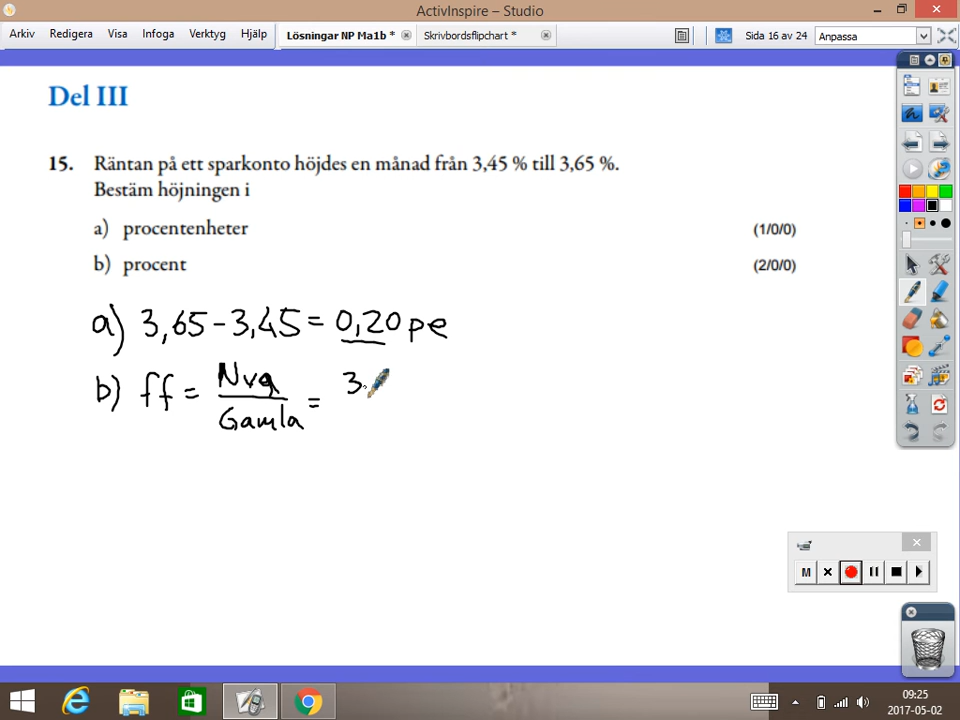 ActivInspire – Studio
Arkiv Redigera Visa Infoga Verktyg Hjälp
Lösningar NP Ma1b *
Skrivbordsflipchart *
Sida 16 av 24
Anpassa
Del III
15. Räntan på ett sparkonto höjdes en månad från 3,45 % till 3,65 %.
Bestäm höjningen i
a) procentenheter (1/0/0)
b) procent (2/0/0)
a) 3,65 – 3,45 = 0,20 pe
b) ff = Nya
Gamla
= 3,
M
09:25
2017-05-02